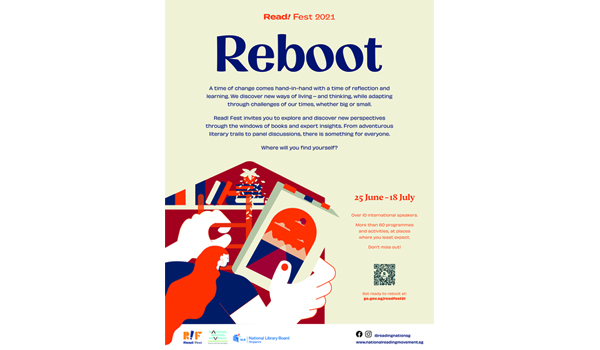 Read! Fest 2021
Reboot
A time of change comes hand-in-hand with a time of reflection and
learning. We discover new ways of living – and thinking, while adapting
through challenges of our times, whether big or small.
Read! Fest invites you to explore and discover new perspectives
through the windows of books and expert insights. From adventurous
literary trails to panel discussions, there is something for everyone.
Where will you find yourself?
25 June – 18 July
Over 10 international speakers.
More than 60 programmes
and activities, at places
where you least expect.
Don't miss out!
Get ready to reboot on
go.gov.sg/readfest21
R!F
Read! Fest
National Library Board
Singapore
@readingnationsg
www.nationalreadingmovement.sg